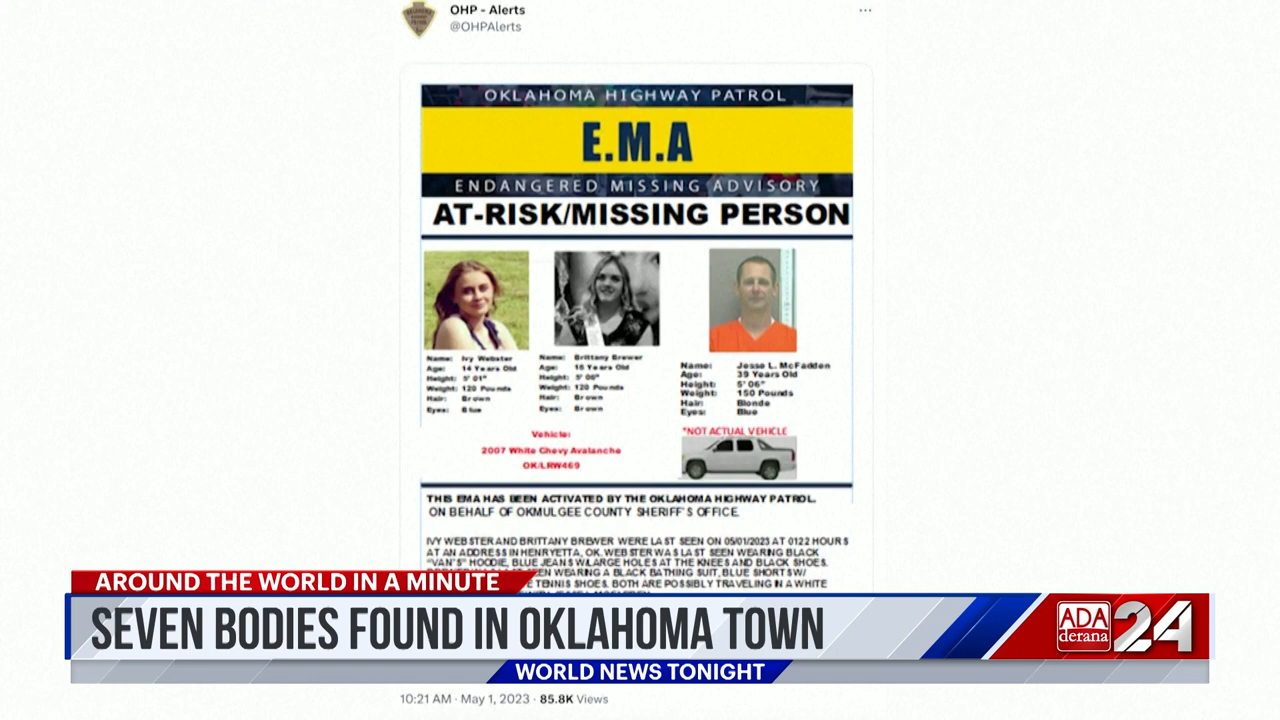 OHP - Alerts
@OHPAlerts
OKLAHOMA HIGHWAY PATROL
E.M.A
ENDANGERED MISSING ADVISORY
AT-RISK/MISSING PERSON
Name: Ivy Webster
Age: 14 Years Old
Height: 5' 01"
Weight: 120 Pounds
Hair: Brown
Eyes: Blue
Name: Brittany Brewer
Age: 16 Years Old
Height: 5' 06"
Weight: 120 Pounds
Hair: Brown
Eyes: Brown
Name: Jesse L. McFadden
Age: 39 Years Old
Height: 5' 06"
Weight: 150 Pounds
Hair: Blonde
Eyes: Blue
Vehicle:
2007 White Chevy Avalanche
OK/LRW469
*NOT ACTUAL VEHICLE
THIS EMA HAS BEEN ACTIVATED BY THE OKLAHOMA HIGHWAY PATROL.
ON BEHALF OF OKMULGEE COUNTY SHERIFF'S OFFICE.
IVY WEBSTER AND BRITTANY BREWER WERE LAST SEEN ON 05/01/2023 AT 0122 HOURS
AT AN ADDRESS IN HENRYETTA, OK. WEBSTER WAS LAST SEEN WEARING BLACK
"VAN'S" HOODIE, BLUE JEANS W/LARGE HOLES AT THE KNEES AND BLACK SHOES.
WEARING A BLACK BATHING SUIT, BLUE SHORTS W/
TENNIS SHOES. BOTH ARE POSSIBLY TRAVELING IN A WHITE
AROUND THE WORLD IN A MINUTE
SEVEN BODIES FOUND IN OKLAHOMA TOWN
ADA
derana
24
WORLD NEWS TONIGHT
10:21 AM · May 1, 2023 · 85.8K Views